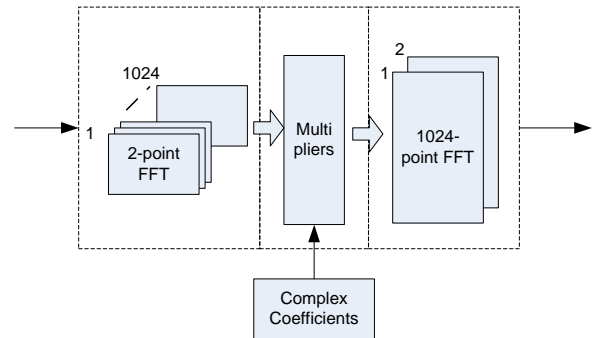 1024
1
2-point
FFT
Multi
pliers
2
1
1024-
point FFT
Complex
Coefficients